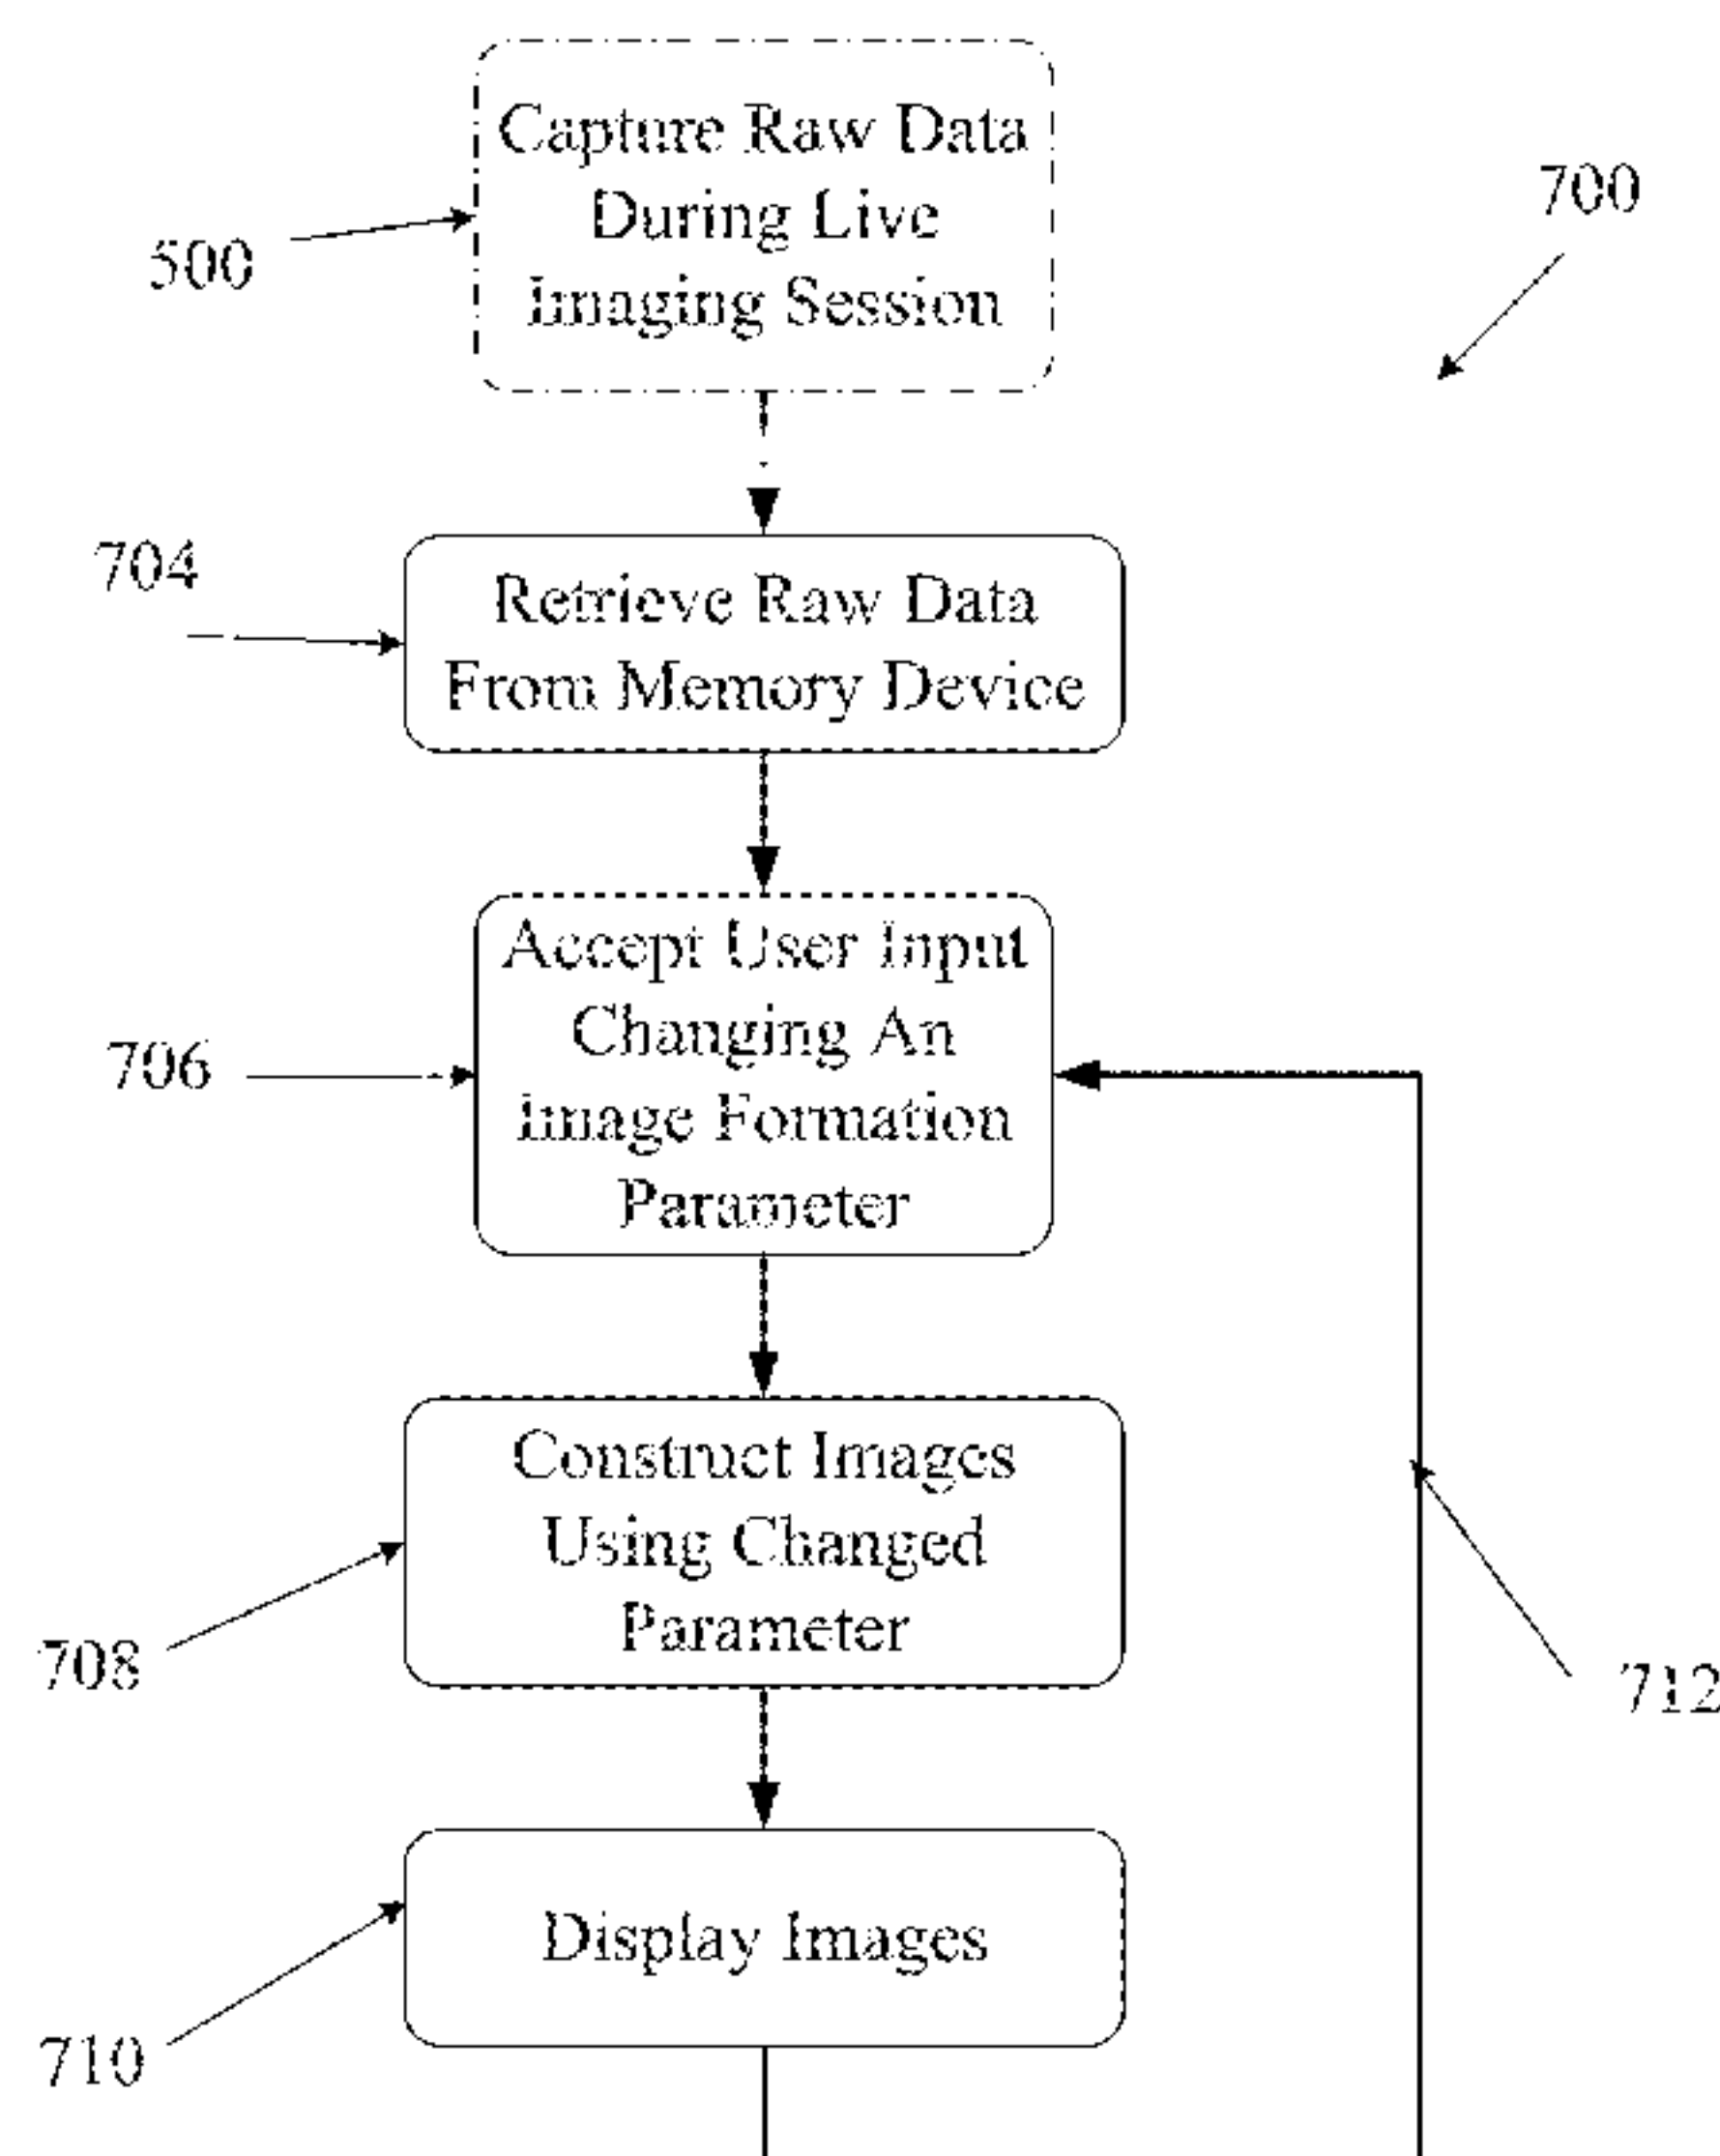 Capture Raw Data
During Live
Imaging Session
700
500
704
Retrieve Raw Data
From Memory Device
Accept User Input
Changing An
Image Formation
Parameter
706
Construct Images
Using Changed
Parameter
708
712
Display Images
710